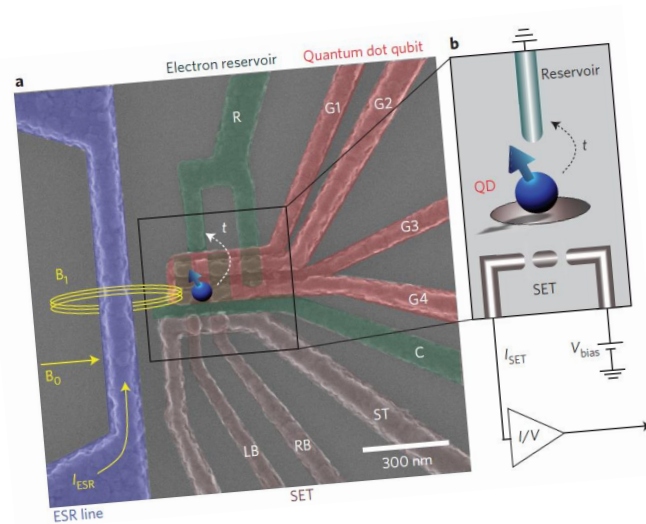 a
Electron reservoir
Quantum dot qubit
b
R
G1
G2
G3
G4
t
B1
B0
IESR
ESR line
LB
RB
SET
ST
C
300 nm
Reservoir
t
QD
SET
ISET
Vbias
I/V